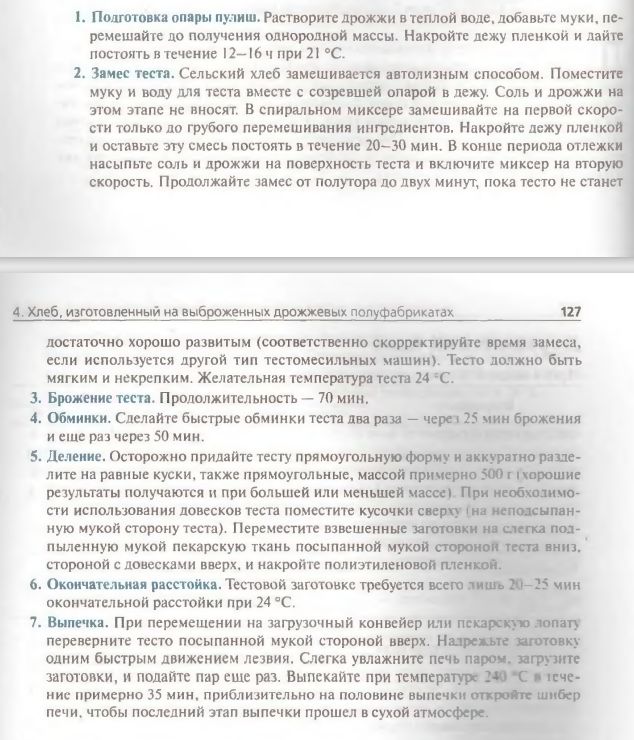 1. Подготовка опары пулиш. Растворите дрожжи в теплой воде, добавьте муки, пе-
ремешайте до получения однородной массы. Накройте дежу пленкой и дайте
постоять в течение 12—16 ч при 21 °С.
2. Замес теста. Сельский хлеб замешивается автолизным способом. Поместите
муку и воду для теста вместе с созревшей опарой в дежу. Соль и дрожжи на
этом этапе не вносят. В спиральном миксере замешивайте на первой скоро-
сти только до грубого перемешивания ингредиентов. Накройте дежу пленкой
и оставьте эту смесь постоять в течение 20—30 мин. В конце периода отлежки
насыпьте соль и дрожжи на поверхность теста и включите миксер на вторую
скорость. Продолжайте замес от полутора до двух минут, пока тесто не станет
4. Хлеб, изготовленный на выброженных дрожжевых полуфабрикатах 127
достаточно хорошо развитым (соответственно скорректируйте время замеса,
если используется другой тип тестомесильных машин). Тесто должно быть
мягким и некрепким. Желательная температура теста 24 °С.
3. Брожение теста. Продолжительность — 70 мин.
4. Обминки. Сделайте быстрые обминки теста два раза — через 25 мин брожения
и еще раз через 50 мин.
5. Деление. Осторожно придайте тесту прямоугольную форму и аккуратно разде-
лите на равные куски, также прямоугольные, массой примерно 500 г (хорошие
результаты получаются и при большей или меньшей массе). При необходимо-
сти использования довесков теста поместите кусочки сверху (на неподсыпан-
ную мукой сторону теста). Переместите взвешенные заготовки на слегка под-
пыленную мукой пекарскую ткань посыпанной мукой стороной теста вниз,
стороной с довесками вверх, и накройте полиэтиленовой пленкой.
6. Окончательная расстойка. Тестовой заготовке требуется всего лишь 20—25 мин
окончательной расстойки при 24 °С.
7. Выпечка. При перемещении на загрузочный конвейер или пекарскую лопату
переверните тесто посыпанной мукой стороной вверх. Надрежьте заготовку
одним быстрым движением лезвия. Слегка увлажните печь паром, загрузите
заготовки, и подайте пар еще раз. Выпекайте при температуре 240 °С в тече-
ние примерно 35 мин, приблизительно на половине выпечки откройте шибер
печи, чтобы последний этап выпечки прошел в сухой атмосфере.